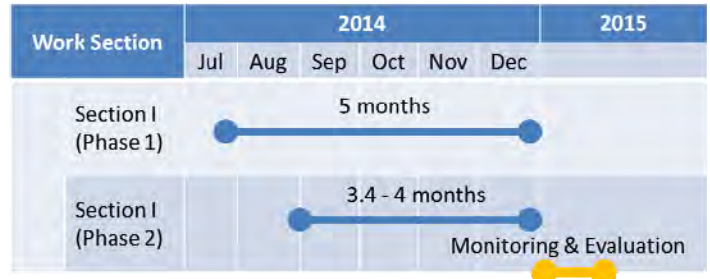 Work Section 2014 2015
Jul Aug Sep Oct Nov Dec
Section I
(Phase 1)
5 months
Section I
(Phase 2)
3.4 - 4 months
Monitoring & Evaluation